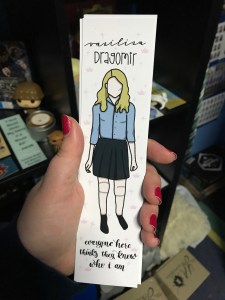 vasilisa
DRAGOMIR
everyone here
thinks they know
who i am